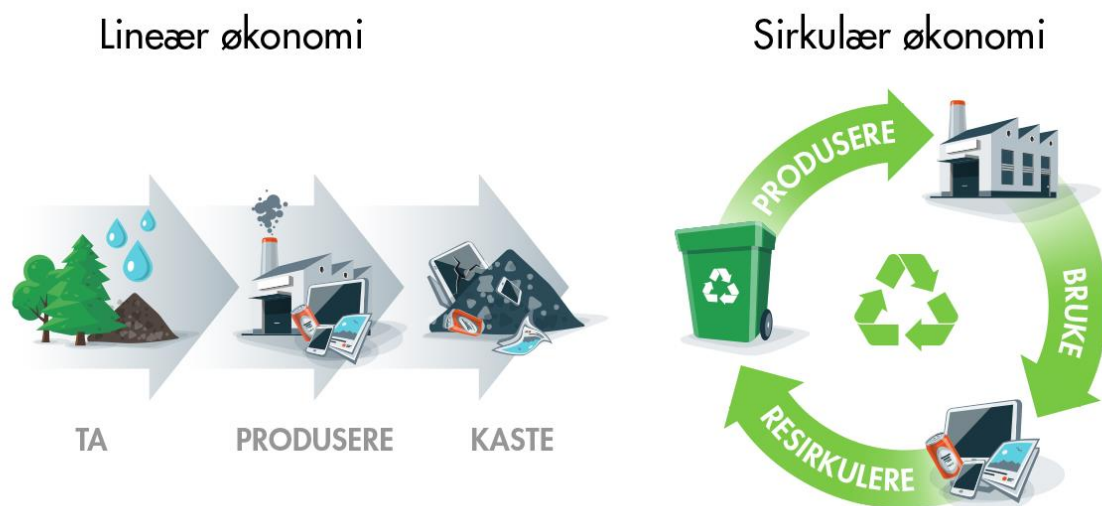 Lineær økonomi
Sirkulær økonomi
TA
PRODUSERE
KASTE
PRODUSERE
BRUKE
RESIRKULERE